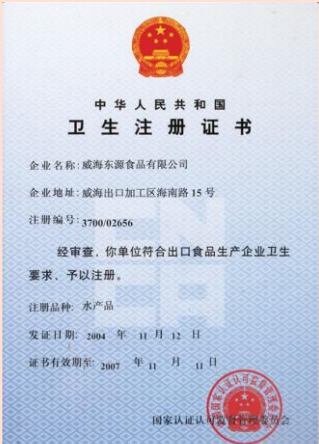 中华人民共和国
卫生注册证书
企业名称: 威海东源食品有限公司
企业地址: 威海出口加工区海南路 15 号
注册编号: 3700/02656
经审查，你单位符合出口食品生产企业卫生
要求，予以注册。
注册品种: 水产品
发证日期: 2004 年 11 月 12 日
证书有效期至: 2007 年 11 月 11 日
国家认证认可监督管理委员会